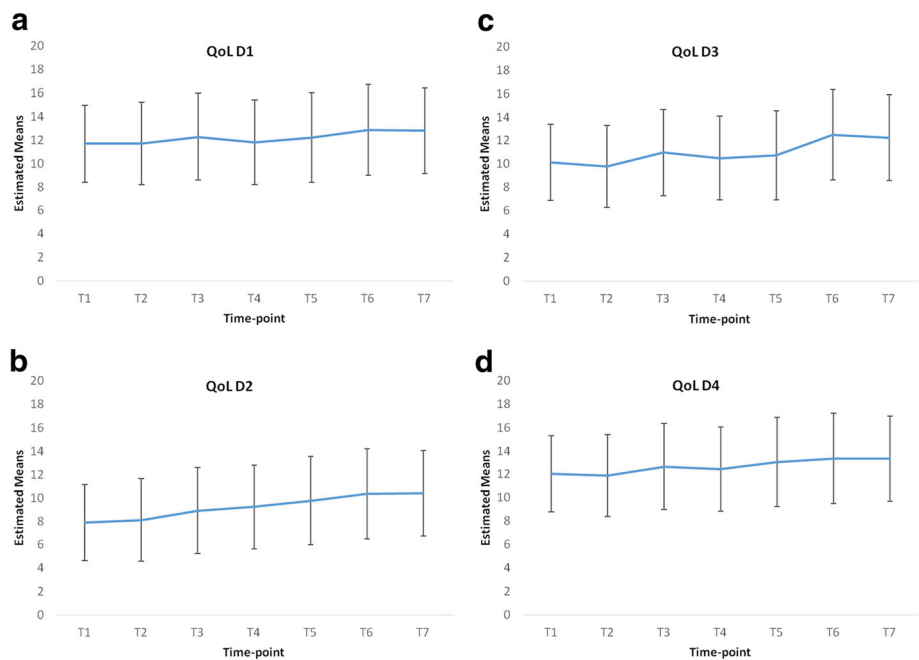 a
QoL D1
20
18
16
14
12
10
8
6
4
2
0
Estimated Means
T1 T2 T3 T4 T5 T6 T7
Time-point
b
QoL D2
20
18
16
14
12
10
8
6
4
2
0
Estimated Means
T1 T2 T3 T4 T5 T6 T7
Time-point
c
QoL D3
20
18
16
14
12
10
8
6
4
2
0
Estimated Means
T1 T2 T3 T4 T5 T6 T7
Time-point
d
QoL D4
20
18
16
14
12
10
8
6
4
2
0
Estimated Means
T1 T2 T3 T4 T5 T6 T7
Time-point